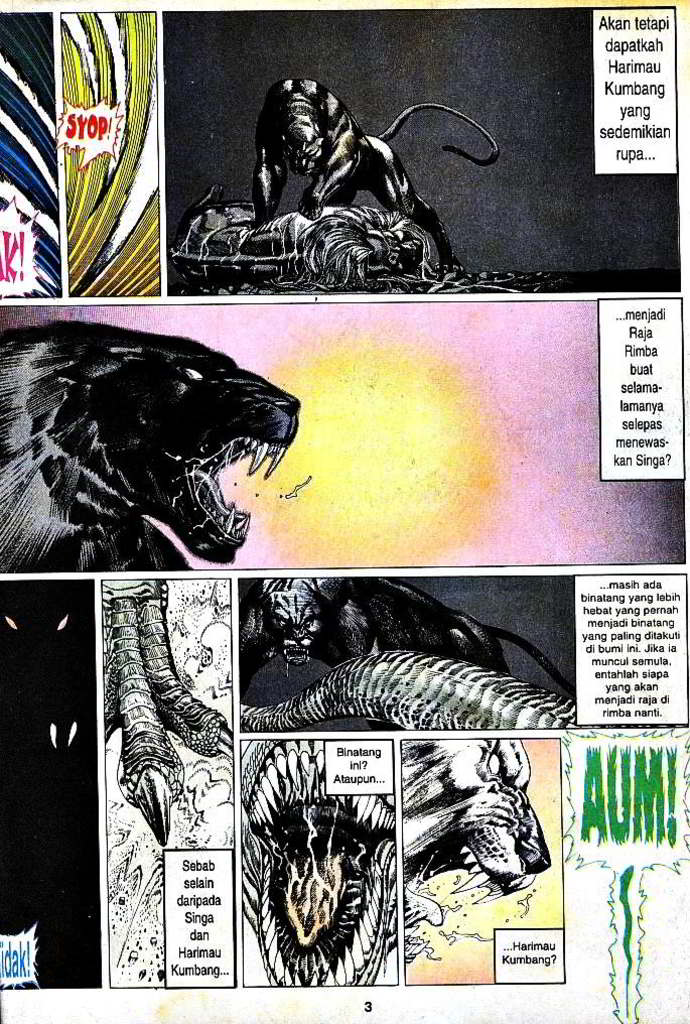 SYOP!
AK!
Akan tetapi
dapatkah
Harimau
Kumbang
yang
sedemikian
rupa...
...menjadi
Raja
Rimba
buat
selama-
lamanya
selepas
menewas-
kan Singa?
idak!
Sebab
selain
daripada
Singa
dan
Harimau
Kumbang...
...masih ada
binatang yang lebih
hebat yang pernah
menjadi binatang
yang paling ditakuti
di bumi ini. Jika ia
muncul semula,
entahlah siapa
yang akan
menjadi raja di
rimba nanti.
Binatang
ini?
Ataupun...
...Harimau
Kumbang?
AUM!
3